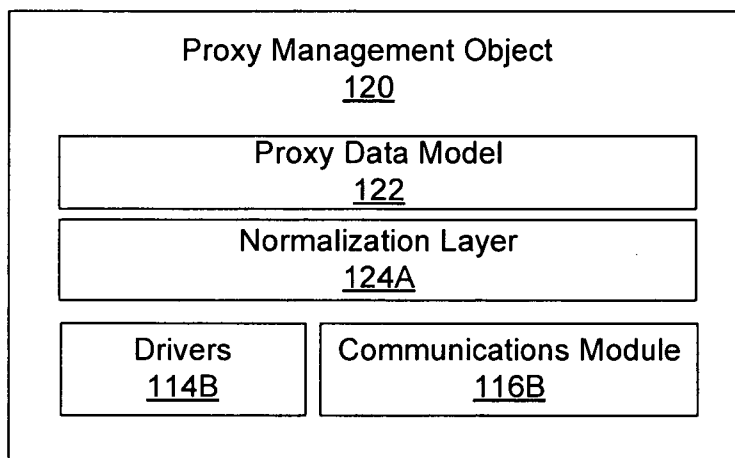 Proxy Management Object
120
Proxy Data Model
122
Normalization Layer
124A
Drivers
114B
Communications Module
116B